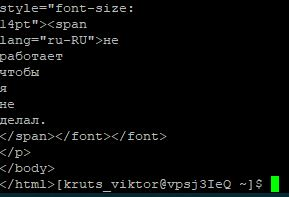 style="font-size:
14pt"><span
lang="ru-RU">не
работает
чтобы
я
не
делал.
</span></font></font>
</p>
</body>
</html>[kruts_viktor@vpsj3IeQ ~]$